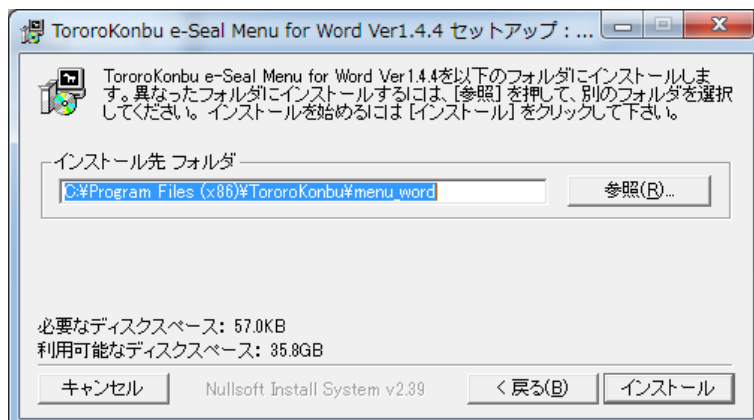 TororoKonbu e-Seal Menu for Word Ver1.4.4 セットアップ : ...
TororoKonbu e-Seal Menu for Word Ver1.4.4を以下のフォルダにインストールしま
す。異なったフォルダにインストールするには、[参照] を押して、別のフォルダを選択
してください。インストールを始めるには [インストール] をクリックして下さい。
インストール先 フォルダ
C:¥Program Files (x86)¥TororoKonbu¥menu_word
参照(R)...
必要なディスクスペース: 57.0KB
利用可能なディスクスペース: 35.8GB
キャンセル
Nullsoft Install System v2.39
< 戻る(B)
インストール